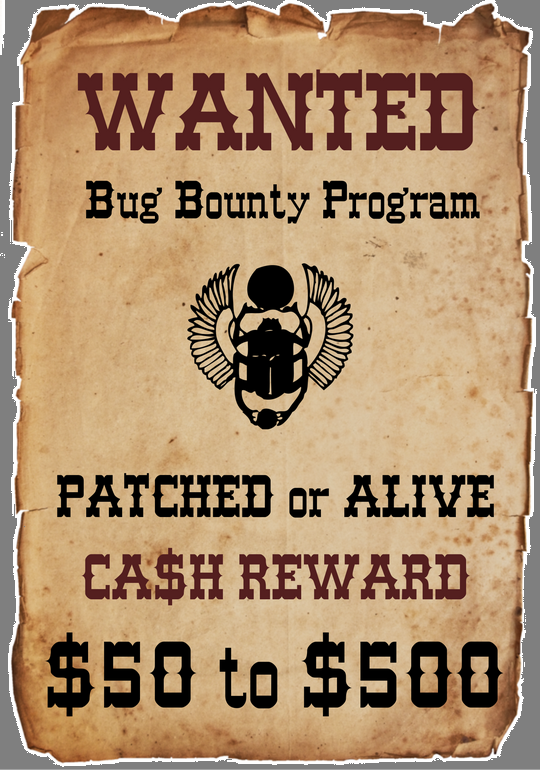 WANTED
Bug Bounty Program
PATCHED or ALIVE
CA$H REWARD
$50 to $500